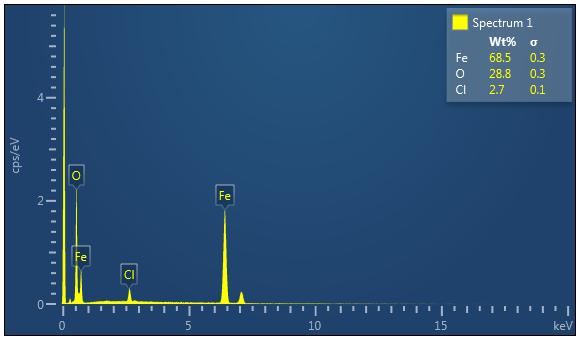 Spectrum 1
Wt% σ
Fe 68.5 0.3
O 28.8 0.3
Cl 2.7 0.1
cps/eV
4
2
0
O
Fe
Cl
Fe
0 5 10 15 keV